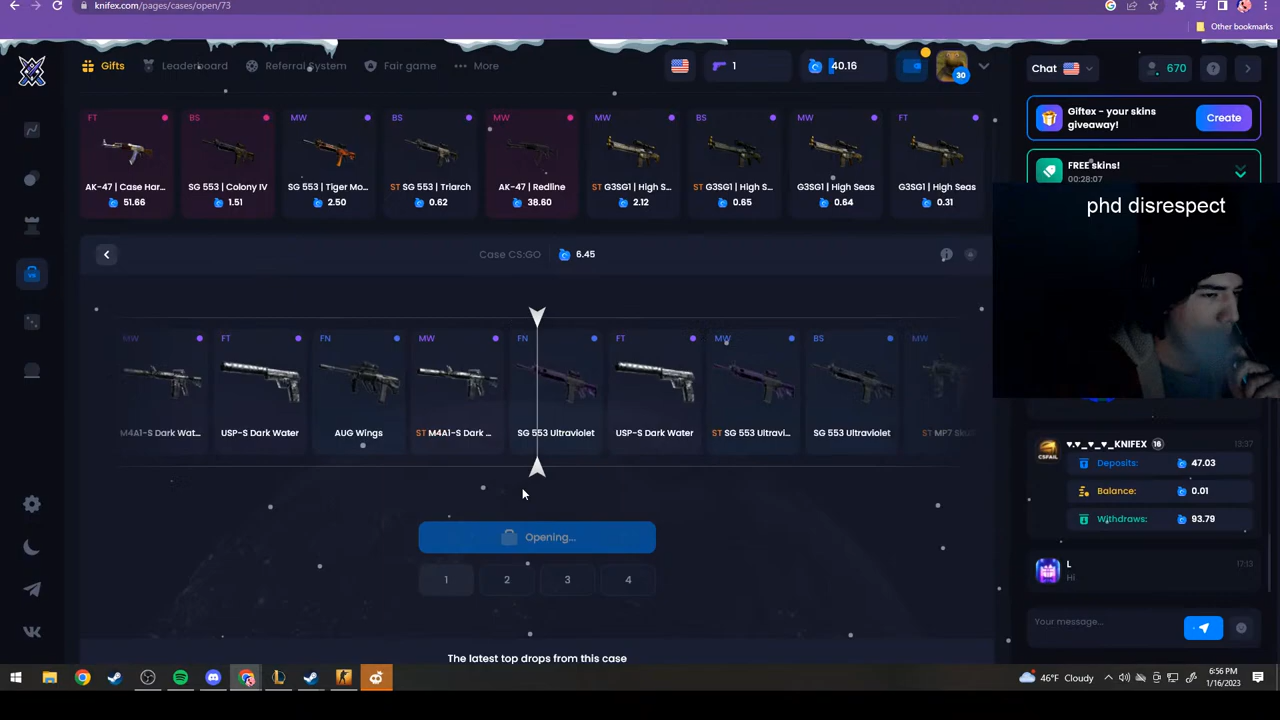 knifex.com/pages/cases/open/73
Other bookmarks
Gifts
Leaderboard
Referral System
Fair game
More
1
40.16
30
Chat
670
Giftex - your skins giveaway!
Create
FREE skins!
00:28:07
phd disrespect
FT
AK-47 | Case Har...
51.66
BS
SG 553 | Colony IV
1.51
MW
SG 553 | Tiger Mo...
2.50
BS
ST SG 553 | Triarch
0.62
MW
AK-47 | Redline
38.60
MW
ST G3SG1 | High S...
2.12
BS
ST G3SG1 | High S...
0.65
MW
G3SG1 | High Seas
0.64
FT
G3SG1 | High Seas
0.31
Case CS:GO
6.45
MW
M4A1-S Dark Wat...
FT
USP-S Dark Water
FN
AUG Wings
MW
ST M4A1-S Dark ...
FN
SG 553 Ultraviolet
FT
USP-S Dark Water
MW
ST SG 553 Ultravi...
BS
SG 553 Ultraviolet
MW
ST MP7 Sku
Opening...
1
2
3
4
The latest top drops from this case
CSFAIL
♥.♥_♥_♥_KNIFEX
16
13:37
Deposits:
47.03
Balance:
0.01
Withdraws:
93.79
L
17:13
Hi
Your message...
46°F Cloudy
6:56 PM
1/16/2023